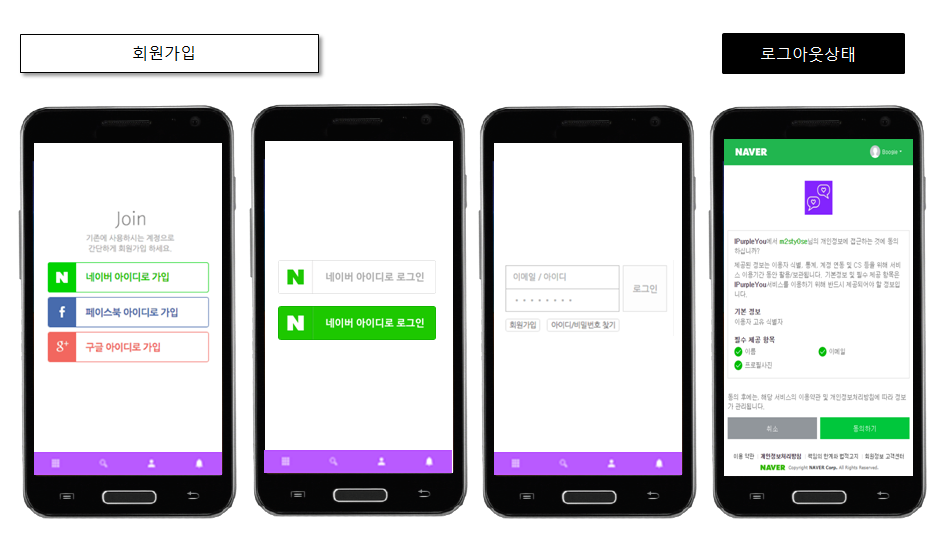 회원가입
로그아웃상태
Join
기존에 사용하시는 계정으로
간단하게 회원가입 하세요.
N 네이버 아이디로 가입
f 페이스북 아이디로 가입
g+ 구글 아이디로 가입
N 네이버 아이디로 로그인
N 네이버 아이디로 로그인
이메일 / 아이디
로그인
회원가입 아이디/비밀번호 찾기
NAVER
IPurpleYou에서 m2sty0se님의 개인정보에 접근하는 것에 동의
하십니까?
제공된 정보는 이용자 식별, 통계, 계정 연동 및 CS 등을 위해 서비
스 이용기간 동안 활용/보관됩니다. 기본정보 및 필수 제공 항목은
IPurpleYou서비스를 이용하기 위해 반드시 제공되어야 할 정보입
니다.
기본 정보
이용자 고유 식별자
필수 제공 항목
이름 이메일
프로필사진
동의 후에는, 해당 서비스의 이용약관 및 개인정보처리방침에 따라 정보
가 관리됩니다.
취소 동의하기
이용 약관 개인정보처리방침 책임의 한계와 법적고지 회원정보 고객센터
NAVER Copyright NAVER Corp. All Rights Reserved.